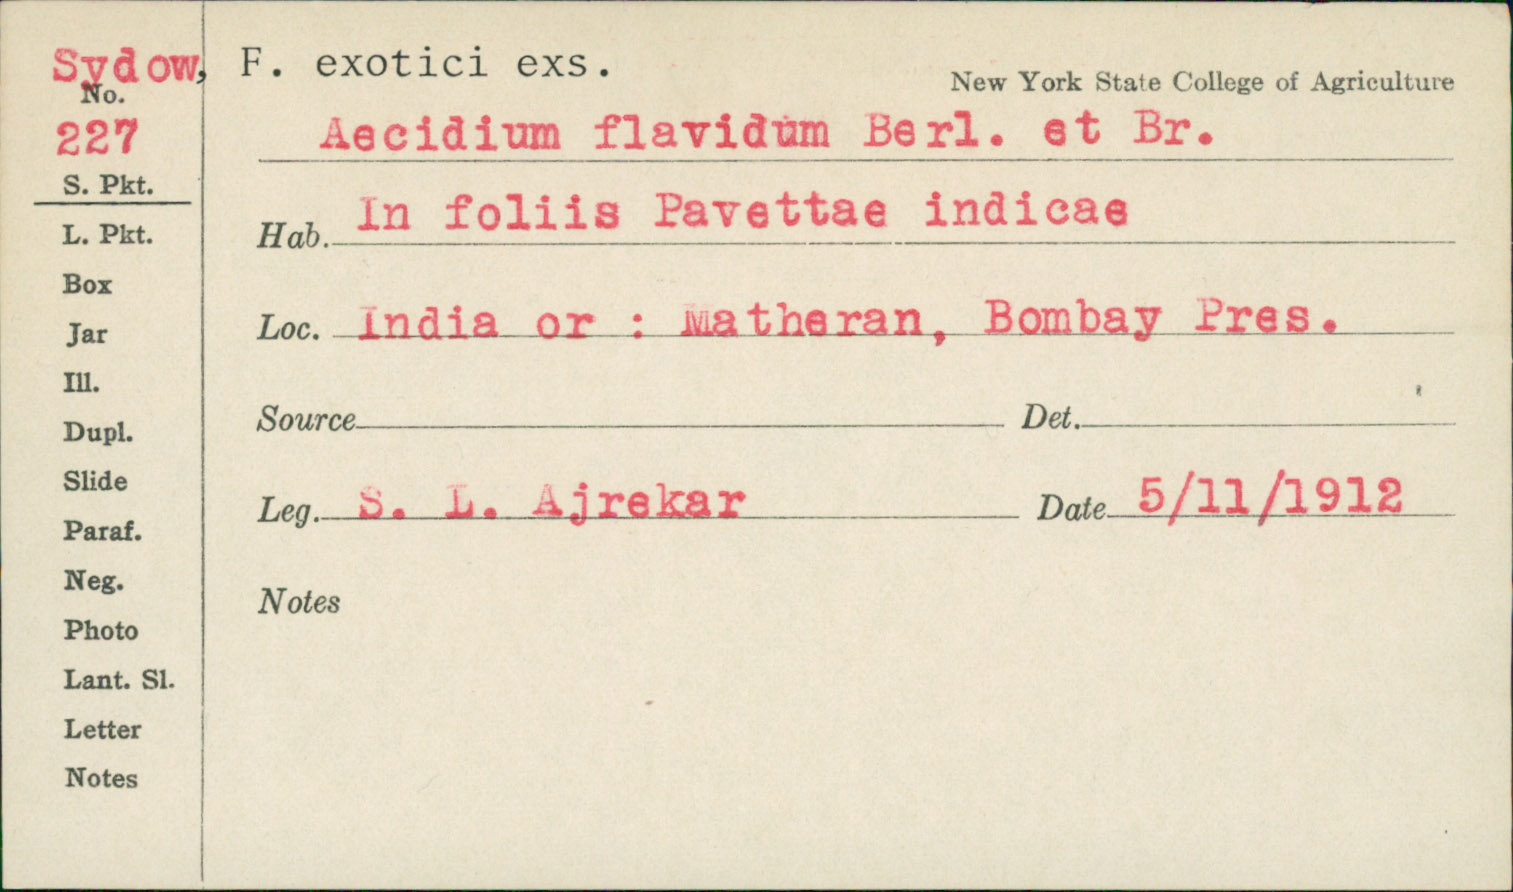 Sydow, F. exotici exs.
New York State College of Agriculture
No.
227
Aecidium flavidum Berl. et Br.
S. Pkt.
Hab. In foliis Pavettae indicae
L. Pkt.
Box
Loc. India or : Matheran, Bombay Pres.
Jar
Ill.
Source Det.
Dupl.
Slide
Leg. S. L. Ajrekar Date 5/11/1912
Paraf.
Neg.
Notes
Photo
Lant. Sl.
Letter
Notes